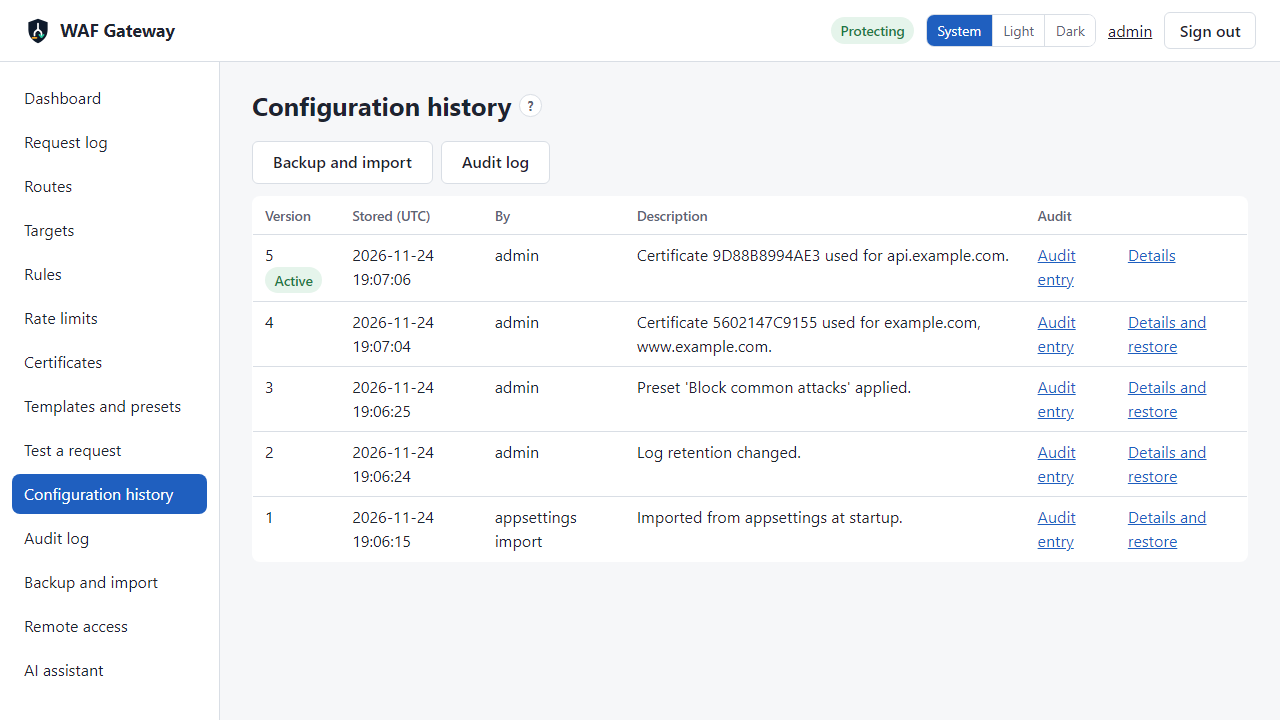 WAF Gateway
Protecting
System Light Dark
admin
Sign out
Dashboard
Request log
Routes
Targets
Rules
Rate limits
Certificates
Templates and presets
Test a request
Configuration history
Audit log
Backup and import
Remote access
AI assistant
Configuration history ?
Backup and import Audit log
Version Stored (UTC) By Description Audit
5 2026-11-24 admin Certificate 9D88B8994AE3 used for api.example.com. Audit Details
Active 19:07:06 entry
4 2026-11-24 admin Certificate 5602147C9155 used for example.com, Audit Details and
19:07:04 www.example.com. entry restore
3 2026-11-24 admin Preset 'Block common attacks' applied. Audit Details and
19:06:25 entry restore
2 2026-11-24 admin Log retention changed. Audit Details and
19:06:24 entry restore
1 2026-11-24 appsettings Imported from appsettings at startup. Audit Details and
19:06:15 import entry restore